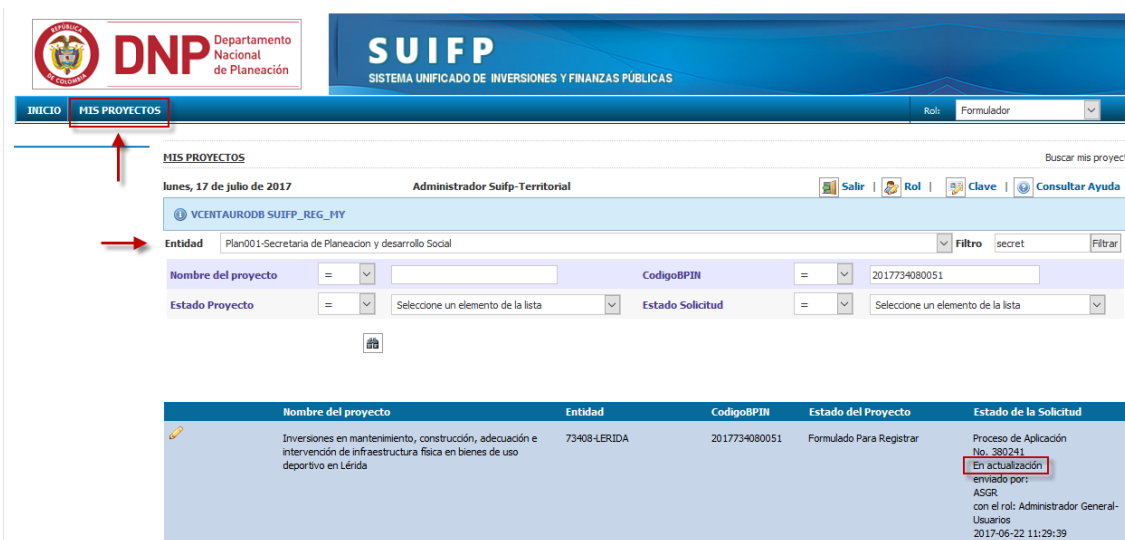 REPÚBLICA
DE COLOMBIA
DNP
Departamento
Nacional
de Planeación
SUIFP
SISTEMA UNIFICADO DE INVERSIONES Y FINANZAS PÚBLICAS
INICIO MIS PROYECTOS Rol: Formulador
MIS PROYECTOS Buscar mis proyect
lunes, 17 de julio de 2017 Administrador Suifp-Territorial Salir | Rol | Clave | Consultar Ayuda
VCENTAURODB SUIFP_REG_MY
Entidad Plan001-Secretaria de Planeacion y desarrollo Social Filtro secret Filtrar
Nombre del proyecto = CodigoBPIN = 2017734080051
Estado Proyecto = Seleccione un elemento de la lista Estado Solicitud = Seleccione un elemento de la lista
Nombre del proyecto Entidad CodigoBPIN Estado del Proyecto Estado de la Solicitud
Inversiones en mantenimiento, construcción, adecuación e 73408-LERIDA 2017734080051 Formulado Para Registrar Proceso de Aplicación
intervención de infraestructura física en bienes de uso No. 380241
deportivo en Lérida En actualización
enviado por:
ASGR
con el rol: Administrador General-
Usuarios
2017-06-22 11:29:39